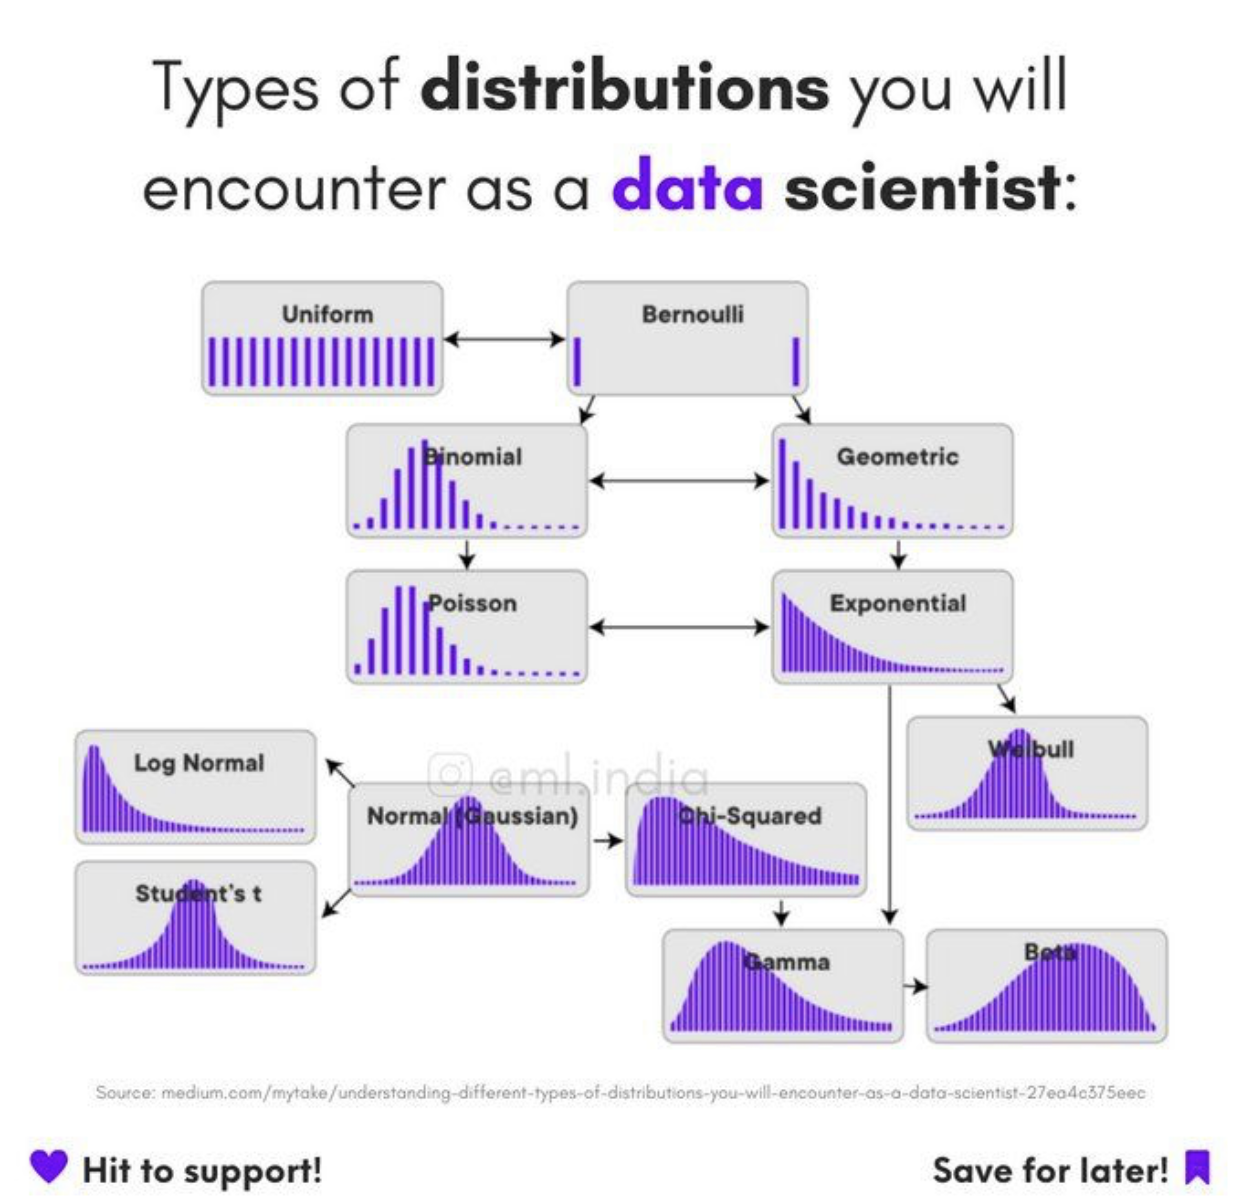 Types of distributions you will
encounter as a data scientist:
Uniform
Bernoulli
Binomial
Geometric
Poisson
Exponential
Log Normal
@ml.india
Weibull
Normal (Gaussian)
Chi-Squared
Student's t
Gamma
Beta
Source: medium.com/mytake/understanding-different-types-of-distributions-you-will-encounter-as-a-data-scientist-27ea4c375eec
Hit to support!
Save for later!